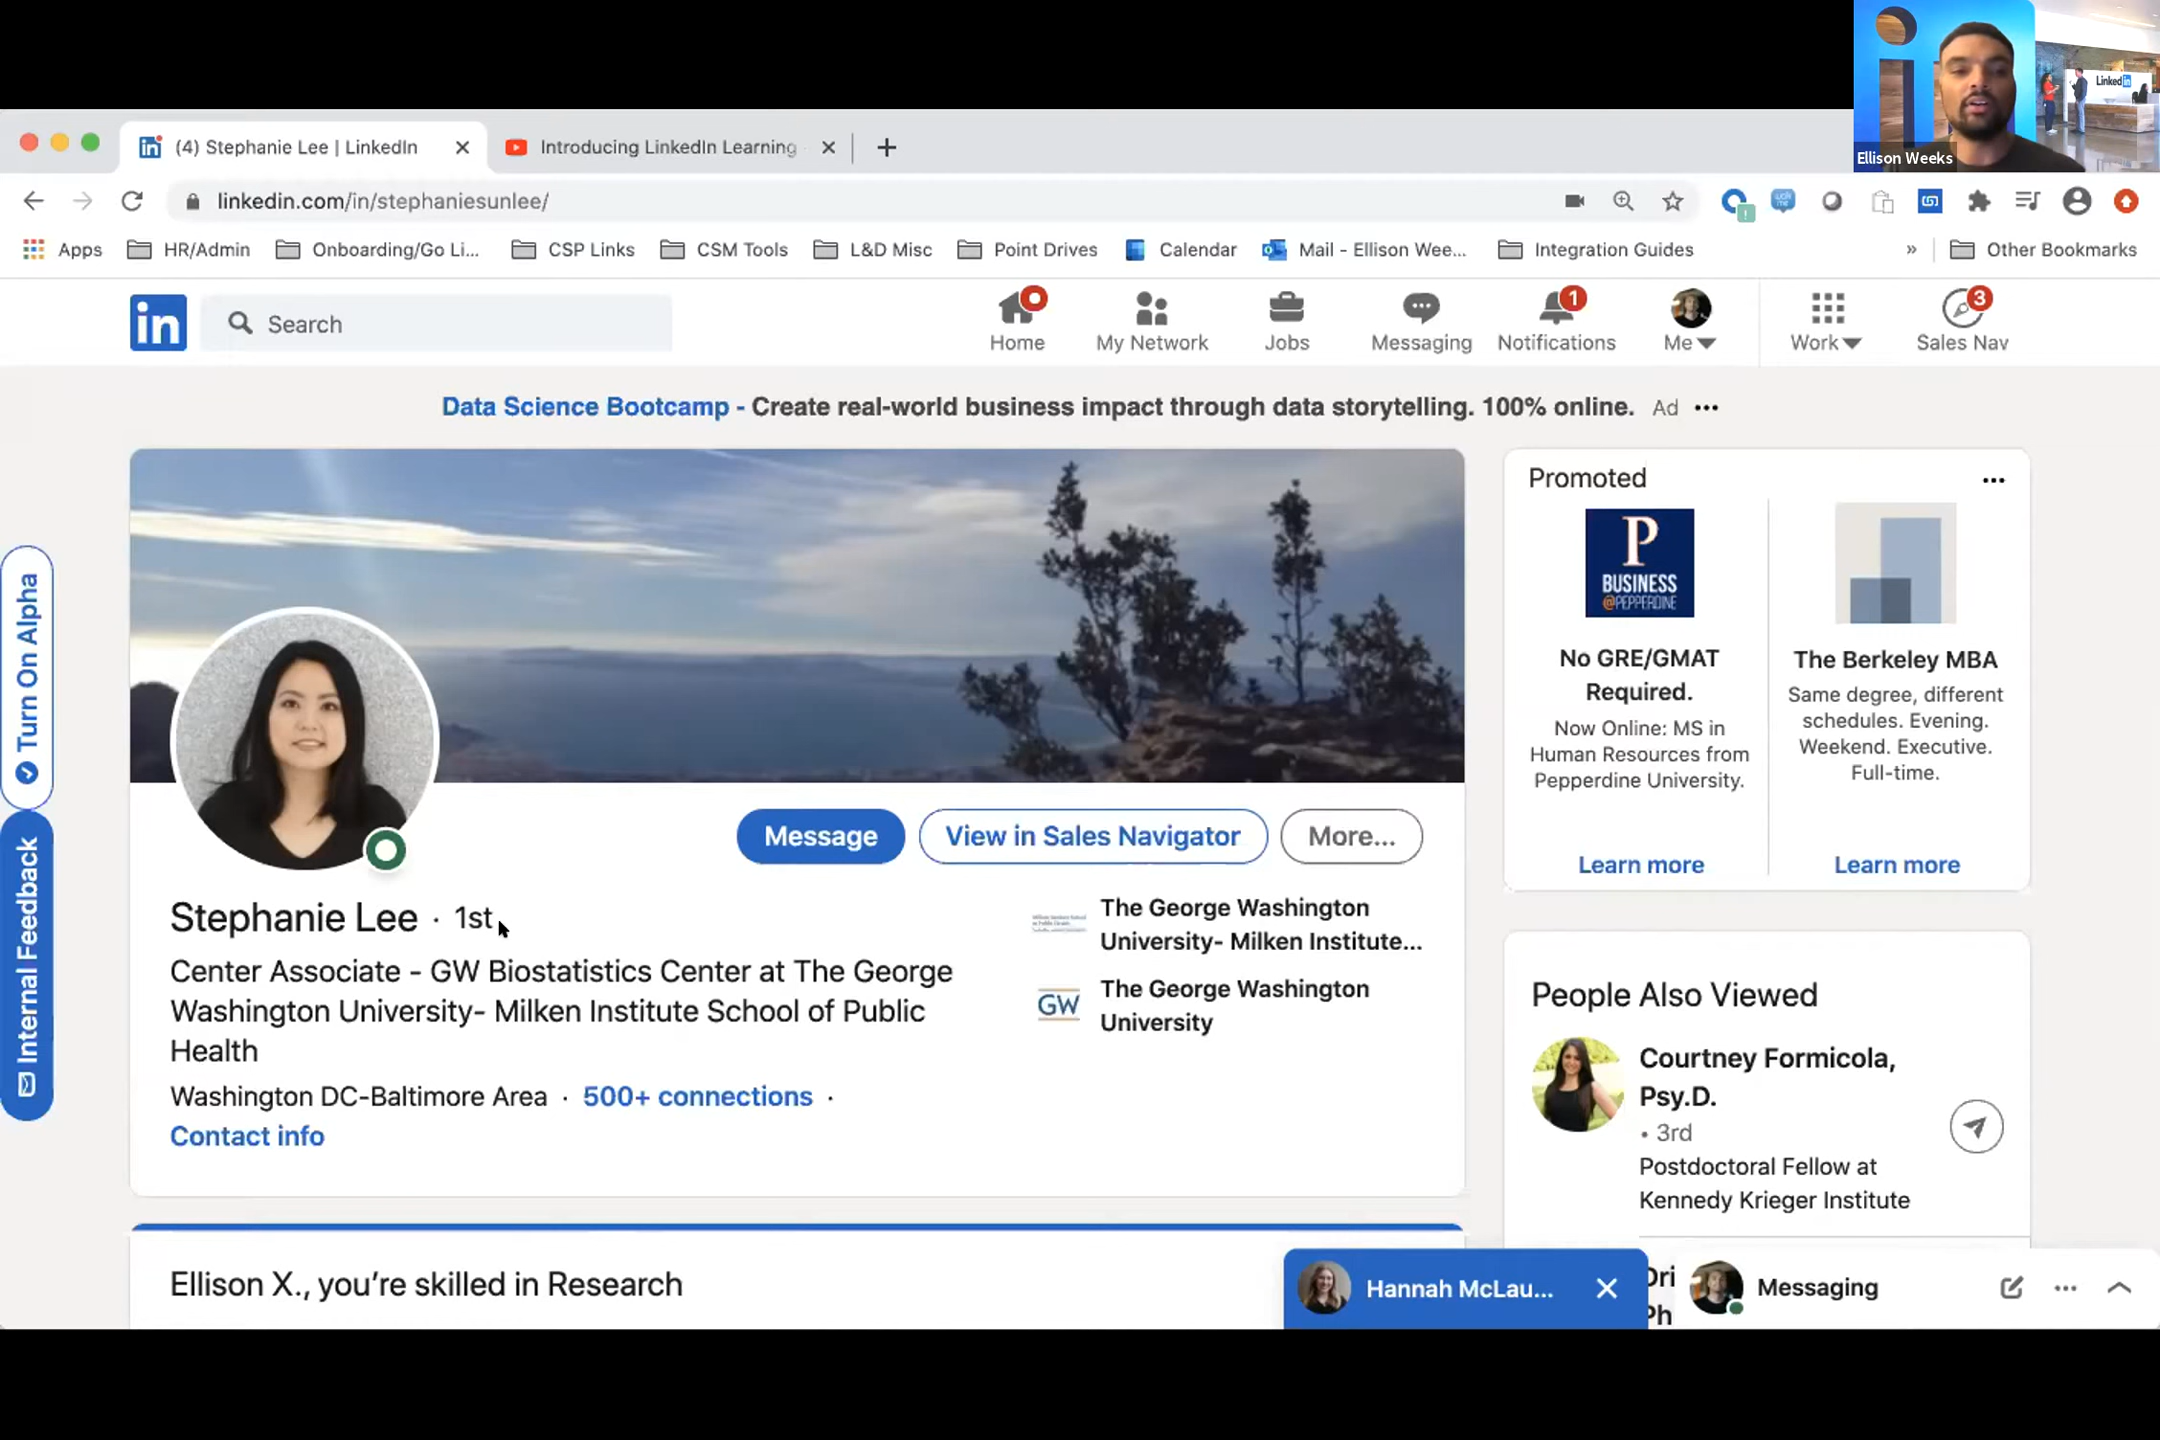 Linkedin
Ellison Weeks
(4) Stephanie Lee | LinkedIn
Introducing LinkedIn Learning
linkedin.com/in/stephaniesunlee/
Apps
HR/Admin
Onboarding/Go Li...
CSP Links
CSM Tools
L&D Misc
Point Drives
Calendar
Mail - Ellison Wee...
Integration Guides
»
Other Bookmarks
in
Search
Home
My Network
Jobs
Messaging
1
Notifications
Me
Work
3
Sales Nav
Data Science Bootcamp - Create real-world business impact through data storytelling. 100% online. Ad ...
Turn On Alpha
Internal Feedback
Message
View in Sales Navigator
More...
Stephanie Lee · 1st
Center Associate - GW Biostatistics Center at The George
Washington University- Milken Institute School of Public
Health
Washington DC-Baltimore Area · 500+ connections ·
Contact info
The George Washington
University- Milken Institute...
GW
The George Washington
University
Ellison X., you're skilled in Research
Promoted
P
BUSINESS
@PEPPERDINE
No GRE/GMAT
Required.
Now Online: MS in
Human Resources from
Pepperdine University.
Learn more
The Berkeley MBA
Same degree, different
schedules. Evening.
Weekend. Executive.
Full-time.
Learn more
People Also Viewed
Courtney Formicola,
Psy.D.
• 3rd
Postdoctoral Fellow at
Kennedy Krieger Institute
Hannah McLau...
Ori
Ph
Messaging